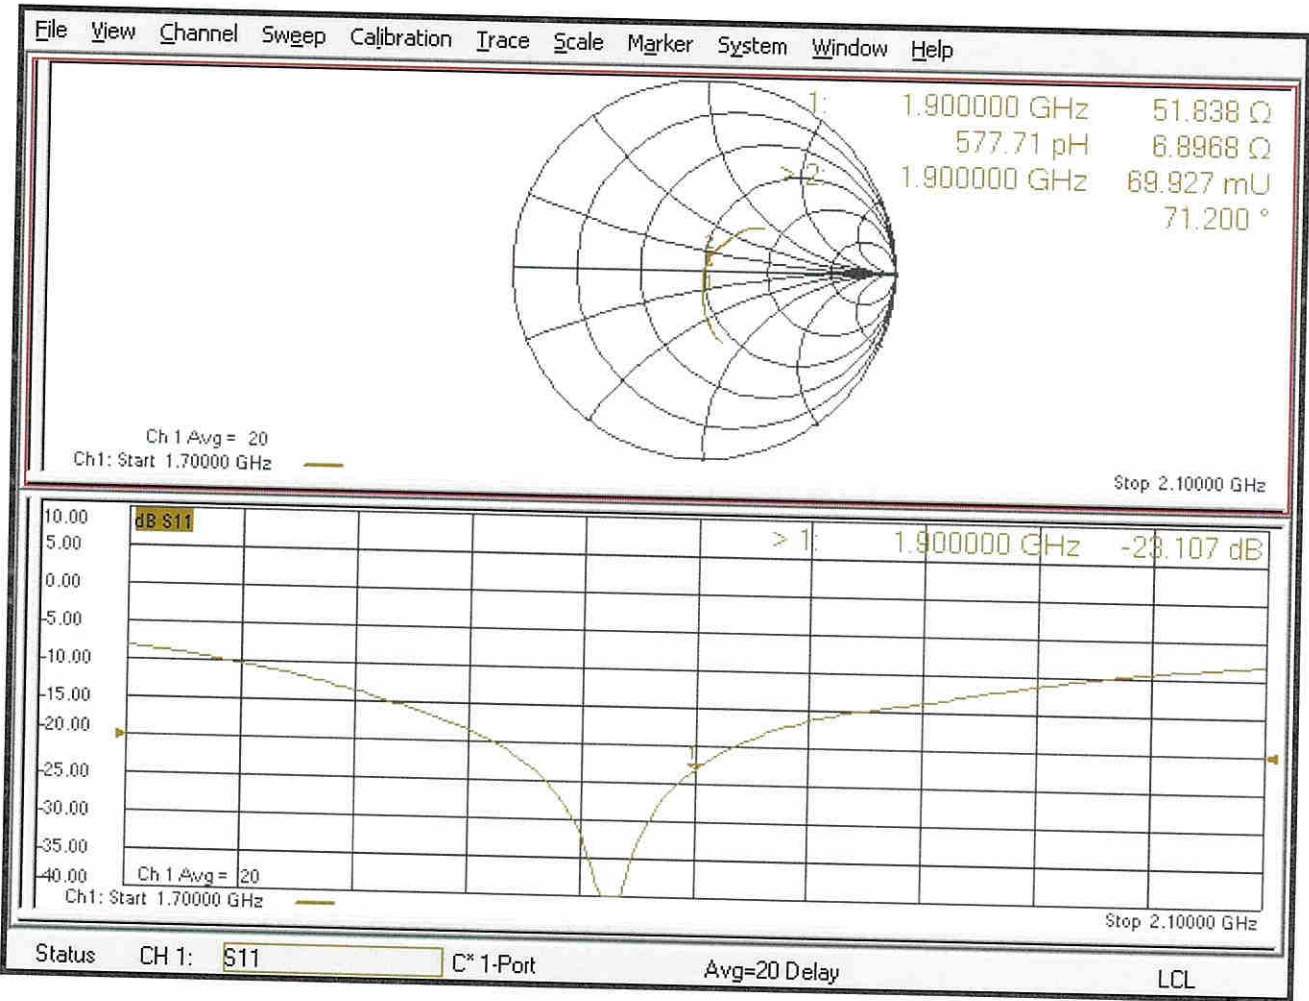 File View Channel Sweep Calibration Trace Scale Marker System Window Help
1: 1.900000 GHz 51.838 Ω
577.71 pH 6.8968 Ω
> 2: 1.900000 GHz 69.927 mU
71.200 °
Ch 1 Avg = 20
Ch1: Start 1.70000 GHz
Stop 2.10000 GHz
10.00
dB S11
> 1: 1.900000 GHz -23.107 dB
5.00
0.00
-5.00
-10.00
-15.00
-20.00
1
-25.00
-30.00
-35.00
-40.00
Ch 1 Avg = 20
Ch1: Start 1.70000 GHz
Stop 2.10000 GHz
Status CH 1: S11 C* 1-Port Avg=20 Delay LCL